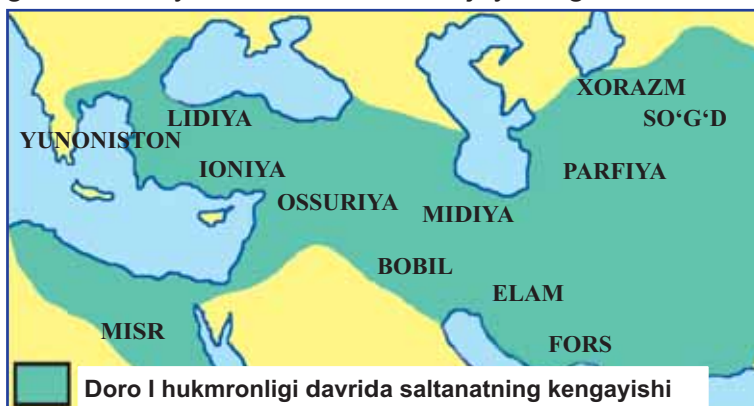 XORAZM
SO‘G‘D
LIDIYA
YUNONISTON
IONIYA
PARFIYA
OSSURIYA
MIDIYA
BOBIL
ELAM
MISR
FORS
Doro I hukmronligi davrida saltanatning kengayishi